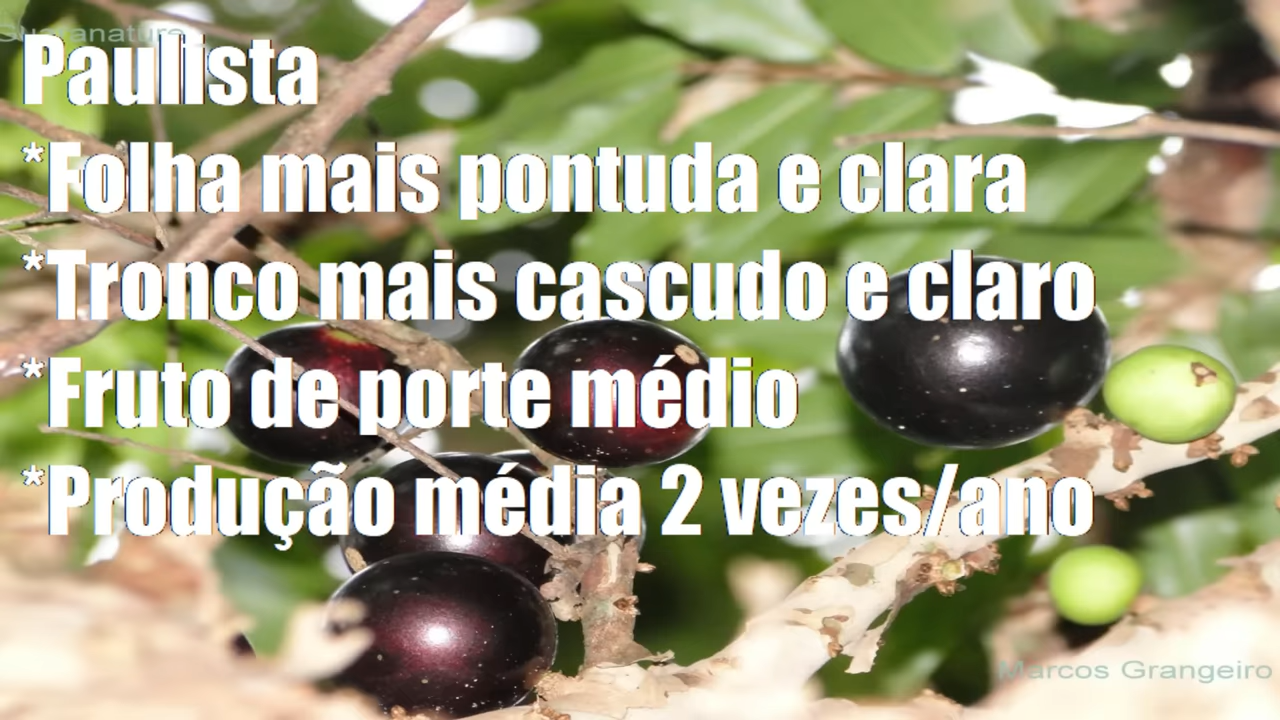 Guaranatura
Paulista
*Folha mais pontuda e clara
*Tronco mais cascudo e claro
*Fruto de porte médio
*Produção média 2 vezes/ano
Marcos Grangeiro